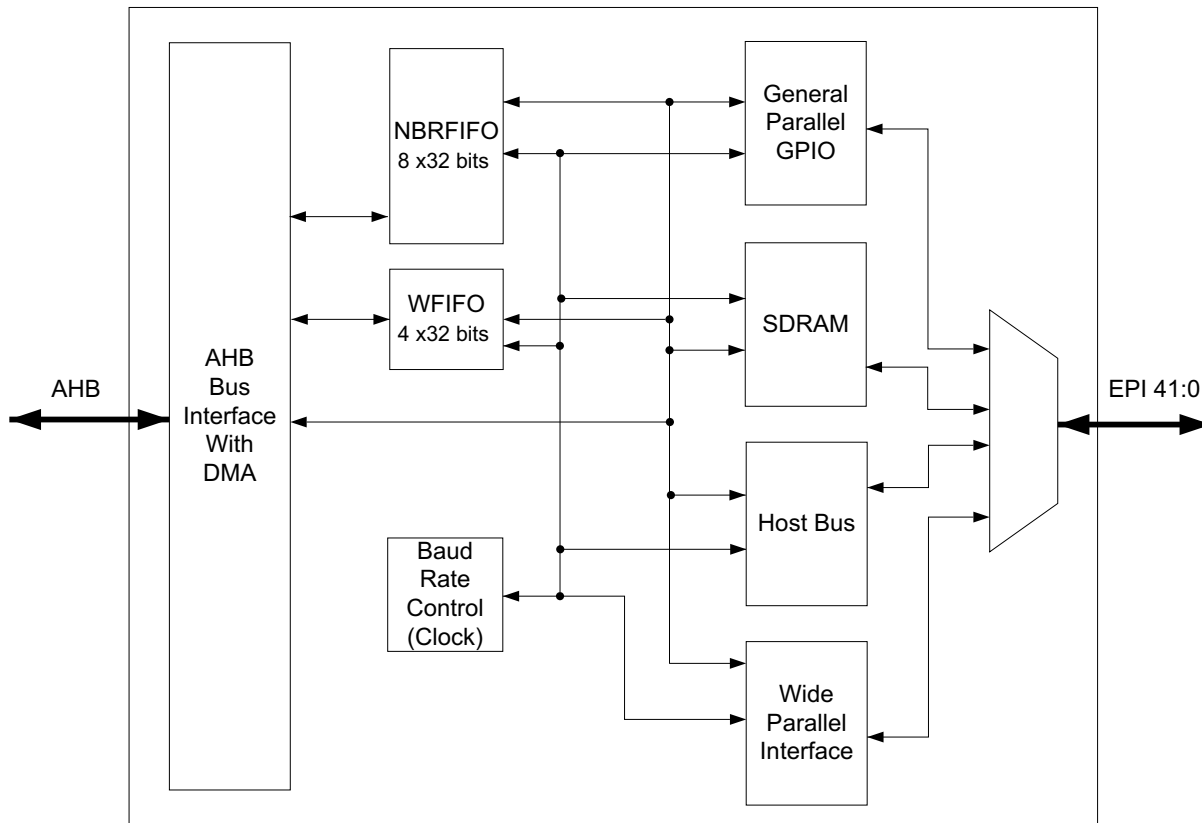 General
Parallel
GPIO
NBRFIFO
8 x32 bits
WFIFO
4 x32 bits
SDRAM
AHB
AHB
Bus
Interface
With
DMA
EPI 41:0
Host Bus
Baud
Rate
Control
(Clock)
Wide
Parallel
Interface